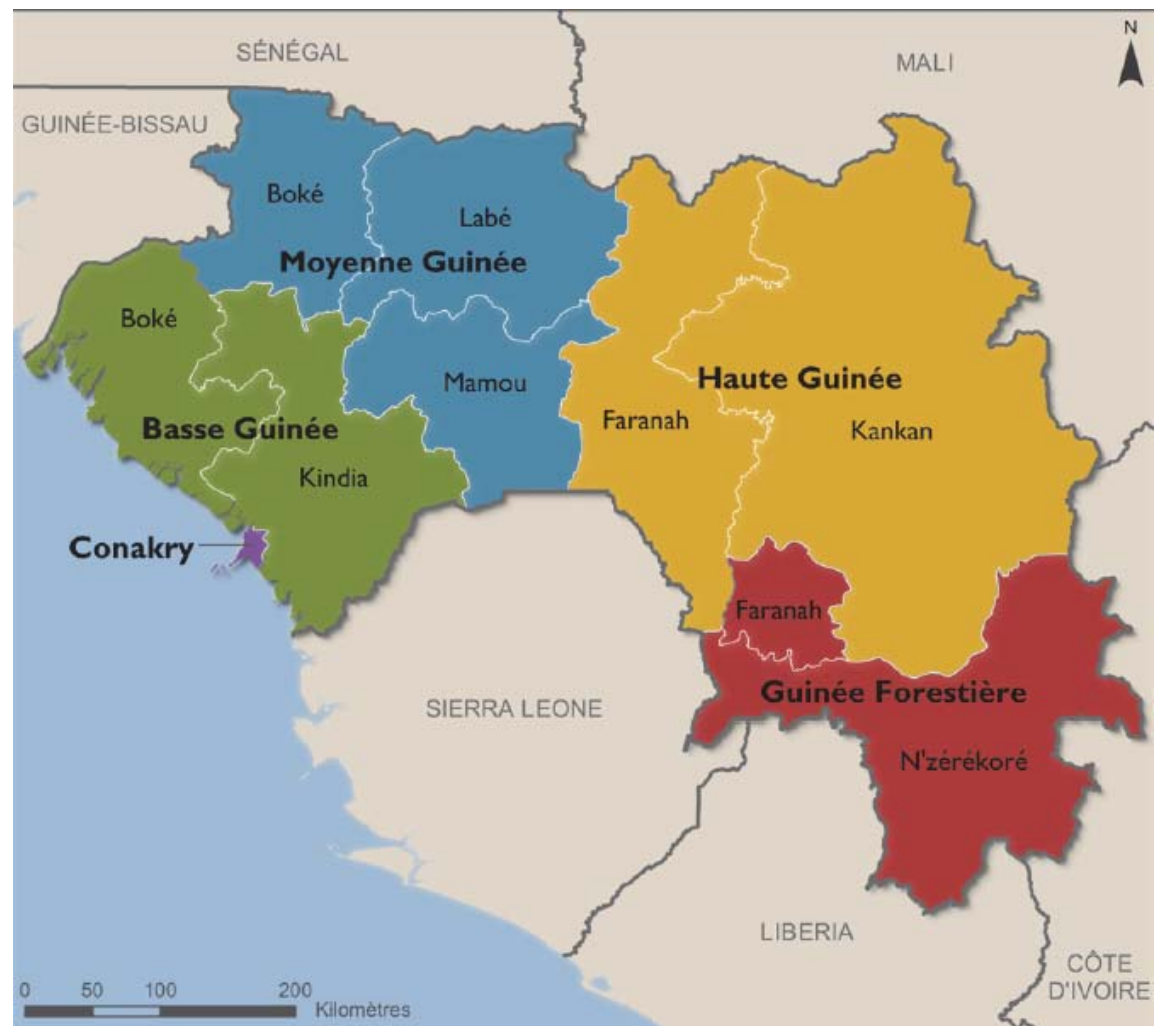 N
SÉNÉGAL
MALI
GUINÉE-BISSAU
Boké
Labé
Moyenne Guinée
Boké
Mamou
Haute Guinée
Basse Guinée
Faranah
Kankan
Kindia
Conakry
Faranah
Guinée Forestière
SIERRA LEONE
N'zérékoré
LIBERIA
CÔTE
D'IVOIRE
0 50 100 200
Kilomètres